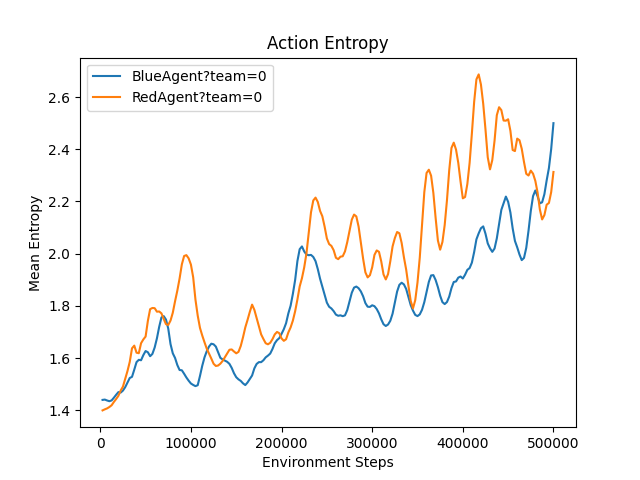 Action Entropy
BlueAgent?team=0
RedAgent?team=0
Mean Entropy
2.6
2.4
2.2
2.0
1.8
1.6
1.4
0 100000 200000 300000 400000 500000
Environment Steps